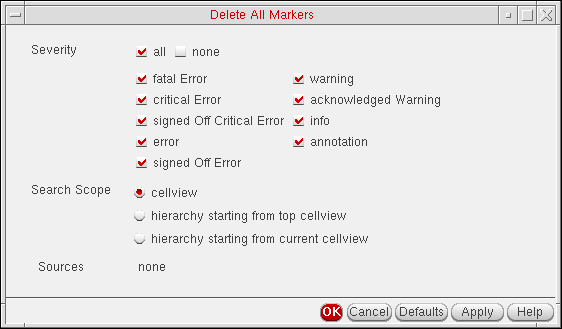 Delete All Markers
Severity all none
fatal Error warning
critical Error acknowledged Warning
signed Off Critical Error info
error annotation
signed Off Error
Search Scope cellview
hierarchy starting from top cellview
hierarchy starting from current cellview
Sources none
OK Cancel Defaults Apply Help